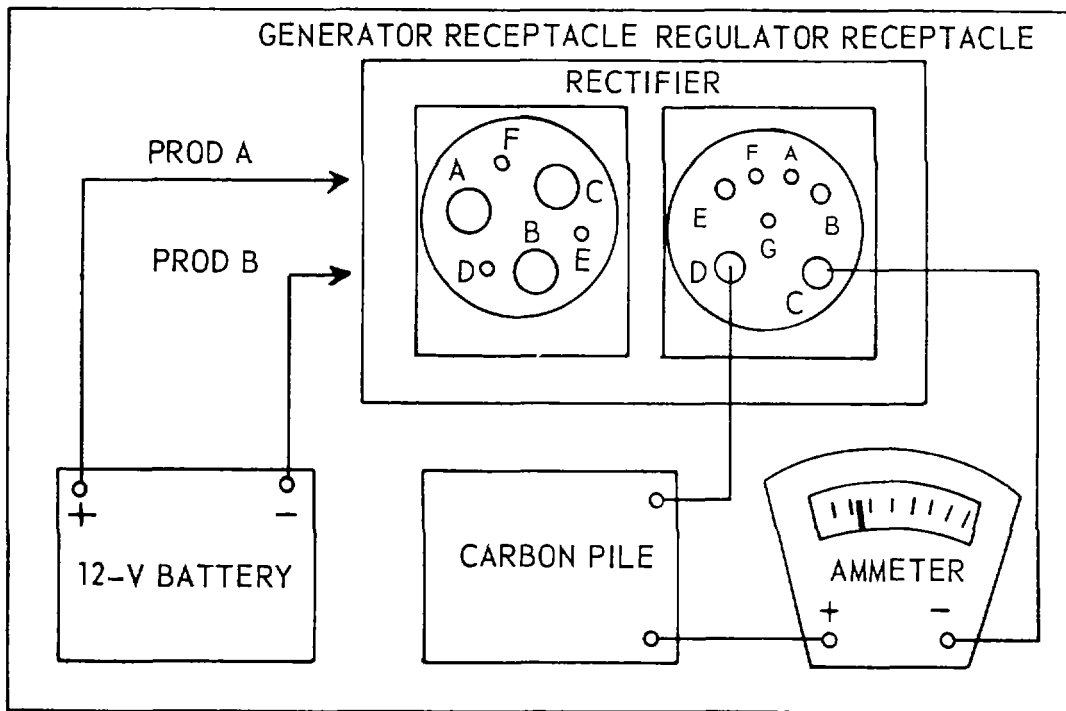 GENERATOR RECEPTACLE REGULATOR RECEPTACLE
RECTIFIER
PROD A
PROD B
F
A
C
B
D
E
F A
E
B
G
D
C
+ -
12-V BATTERY
CARBON PILE
AMMETER
+ -